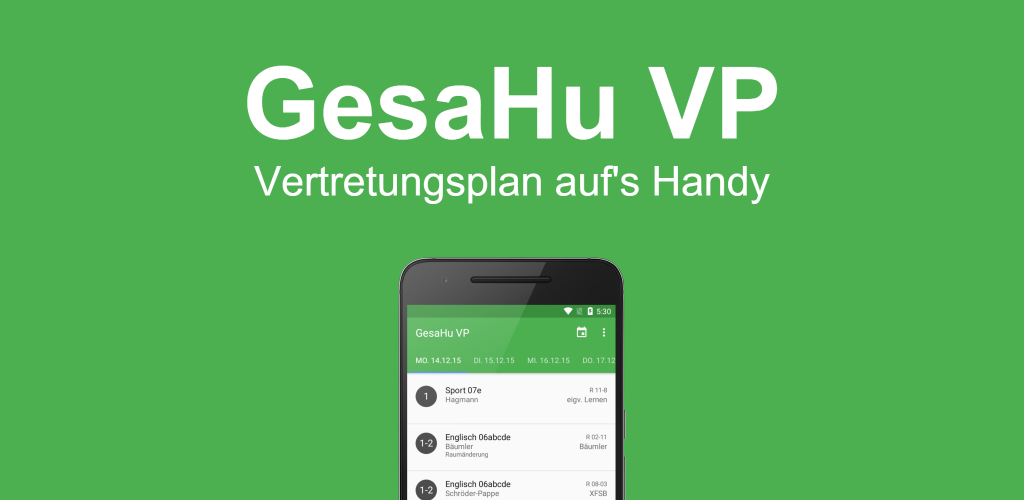 GesaHu VP
Vertretungsplan auf's Handy
5:30
GesaHu VP
MO. 14.12.15 DI. 15.12.15 MI. 16.12.15 DO. 17.12
1 Sport 07e R 11-8
Hagmann eigv. Lernen
1-2 Englisch 06abcde R 02-11
Bäumler Bäumler
Raumänderung
1-2 Englisch 06abcde R 08-03
Schröder-Pappe XFSB